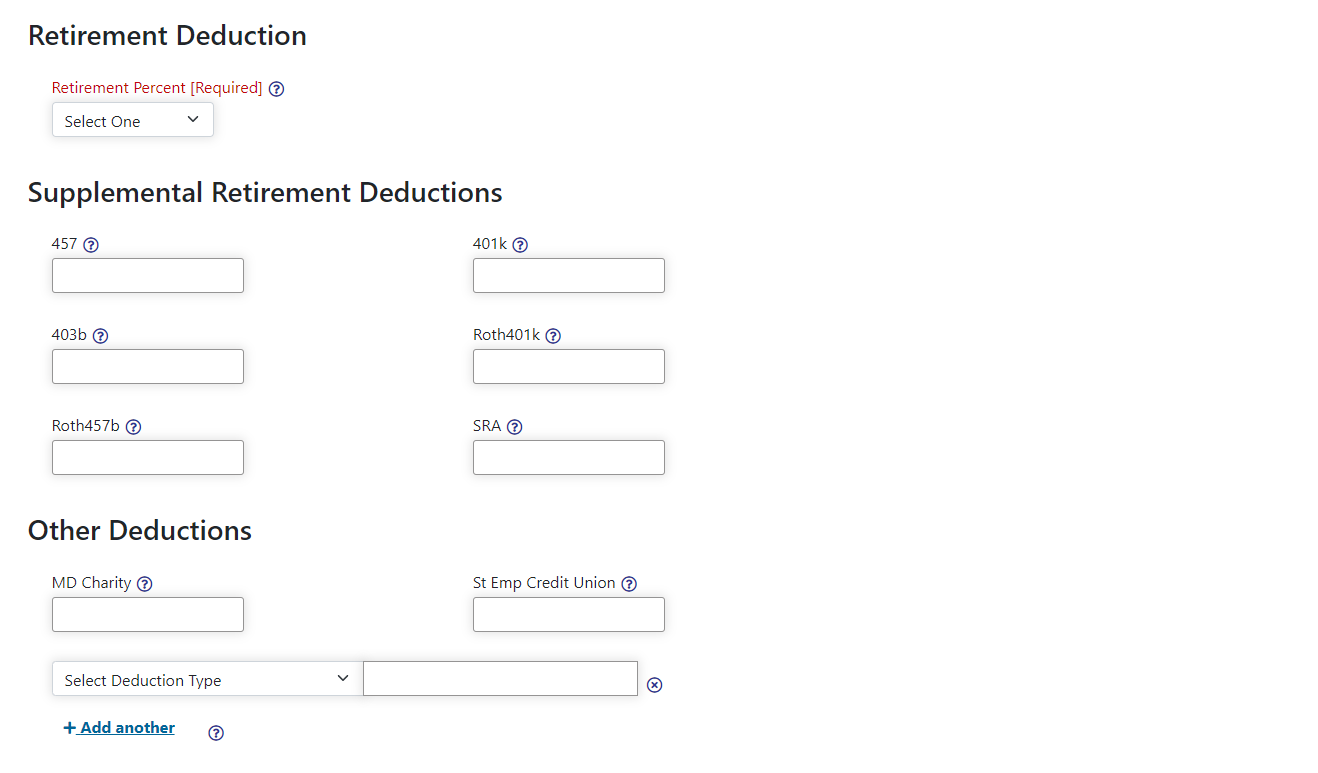 Retirement Deduction
Retirement Percent [Required]
Select One
Supplemental Retirement Deductions
457
401k
403b
Roth401k
Roth457b
SRA
Other Deductions
MD Charity
St Emp Credit Union
Select Deduction Type
+ Add another